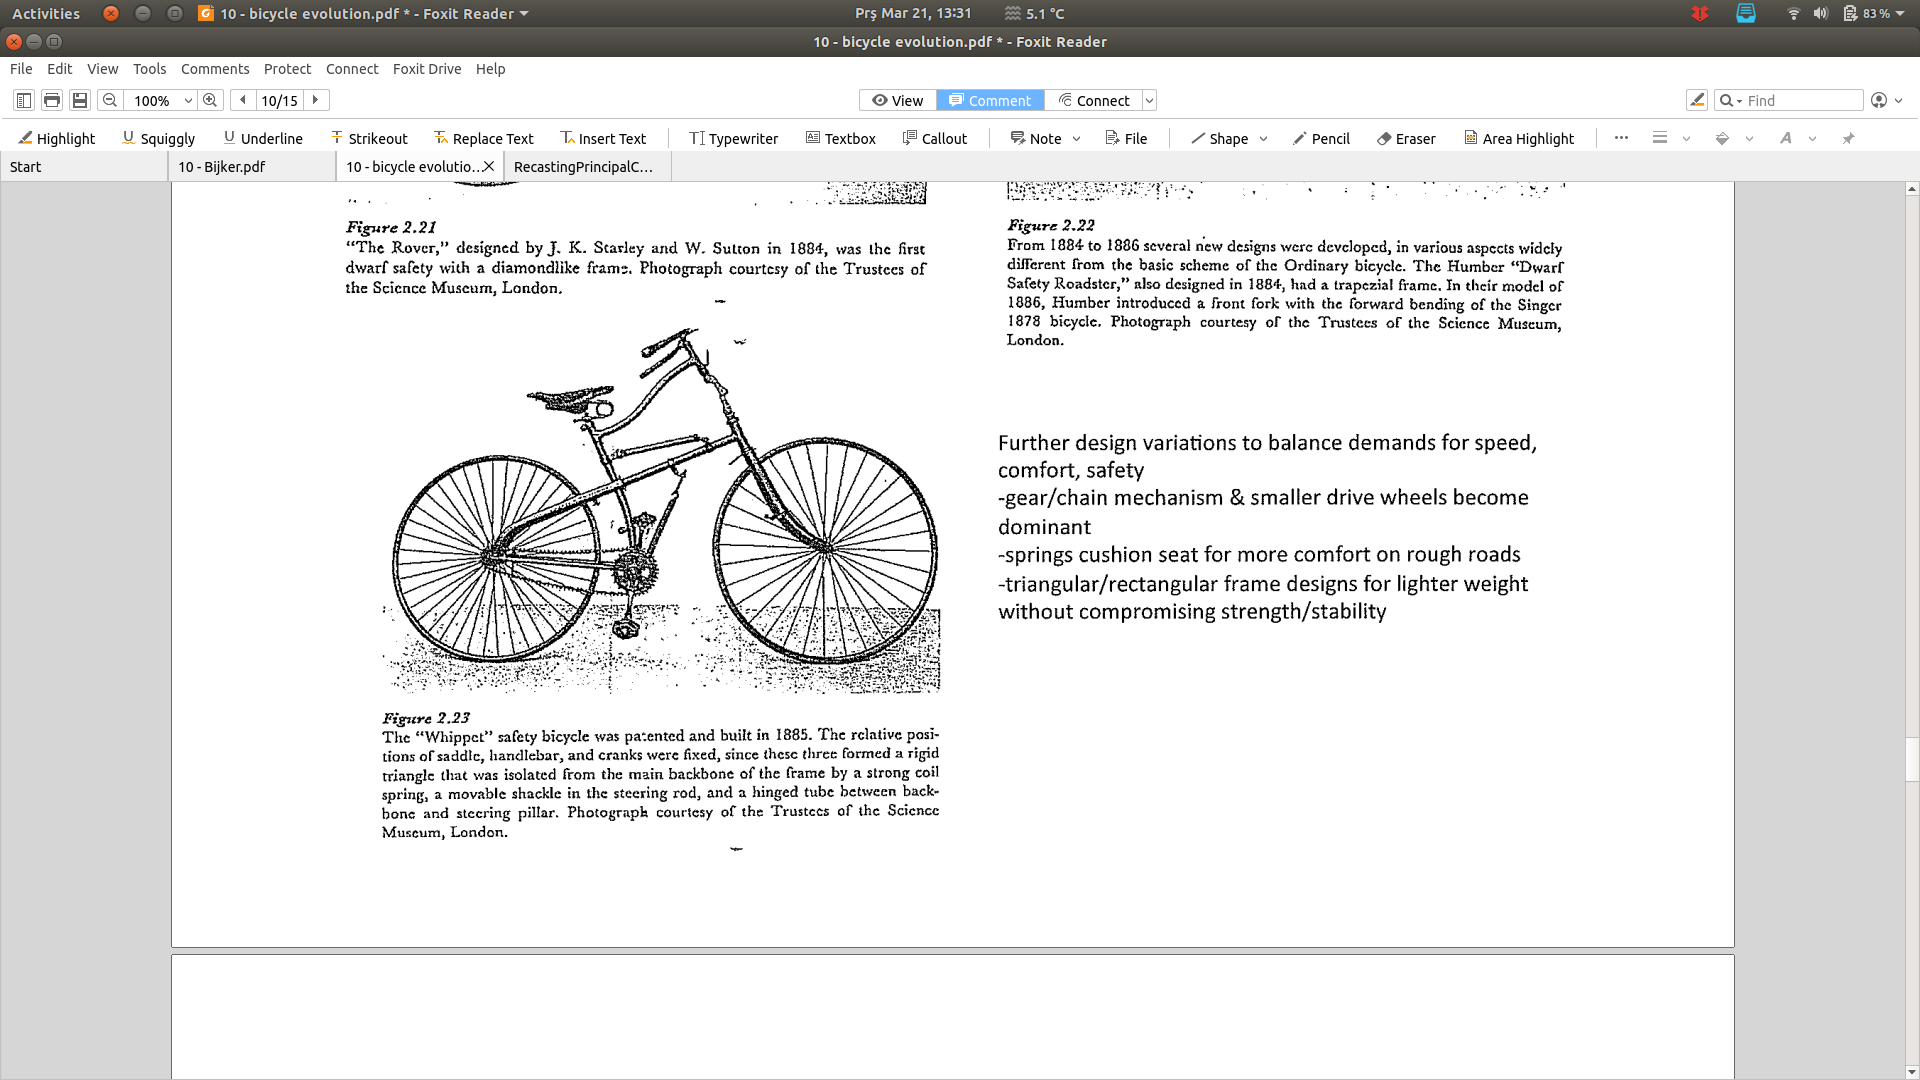 Activities
10 - bicycle evolution.pdf * - Foxit Reader
Prş Mar 21, 13:31
5.1 °C
83 %
10 - bicycle evolution.pdf * - Foxit Reader
File Edit View Tools Comments Protect Connect Foxit Drive Help
100%
10/15
View
Comment
Connect
Find
Highlight Squiggly Underline Strikeout Replace Text Insert Text Typewriter Textbox Callout Note File Shape Pencil Eraser Area Highlight
Start
10 - Bijker.pdf
10 - bicycle evolutio...
RecastingPrincipalC...
Figure 2.21
“The Rover,” designed by J. K. Starley and W. Sutton in 1884, was the first
dwarf safety with a diamondlike frame. Photograph courtesy of the Trustees of
the Science Museum, London.
Figure 2.22
From 1884 to 1886 several new designs were developed, in various aspects widely
different from the basic scheme of the Ordinary bicycle. The Humber “Dwarf
Safety Roadster,” also designed in 1884, had a trapezial frame. In their model of
1886, Humber introduced a front fork with the forward bending of the Singer
1878 bicycle. Photograph courtesy of the Trustees of the Science Museum,
London.
Further design variations to balance demands for speed,
comfort, safety
-gear/chain mechanism & smaller drive wheels become
dominant
-springs cushion seat for more comfort on rough roads
-triangular/rectangular frame designs for lighter weight
without compromising strength/stability
Figure 2.23
The “Whippet” safety bicycle was patented and built in 1885. The relative posi-
tions of saddle, handlebar, and cranks were fixed, since these three formed a rigid
triangle that was isolated from the main backbone of the frame by a strong coil
spring, a movable shackle in the steering rod, and a hinged tube between back-
bone and steering pillar. Photograph courtesy of the Trustees of the Science
Museum, London.